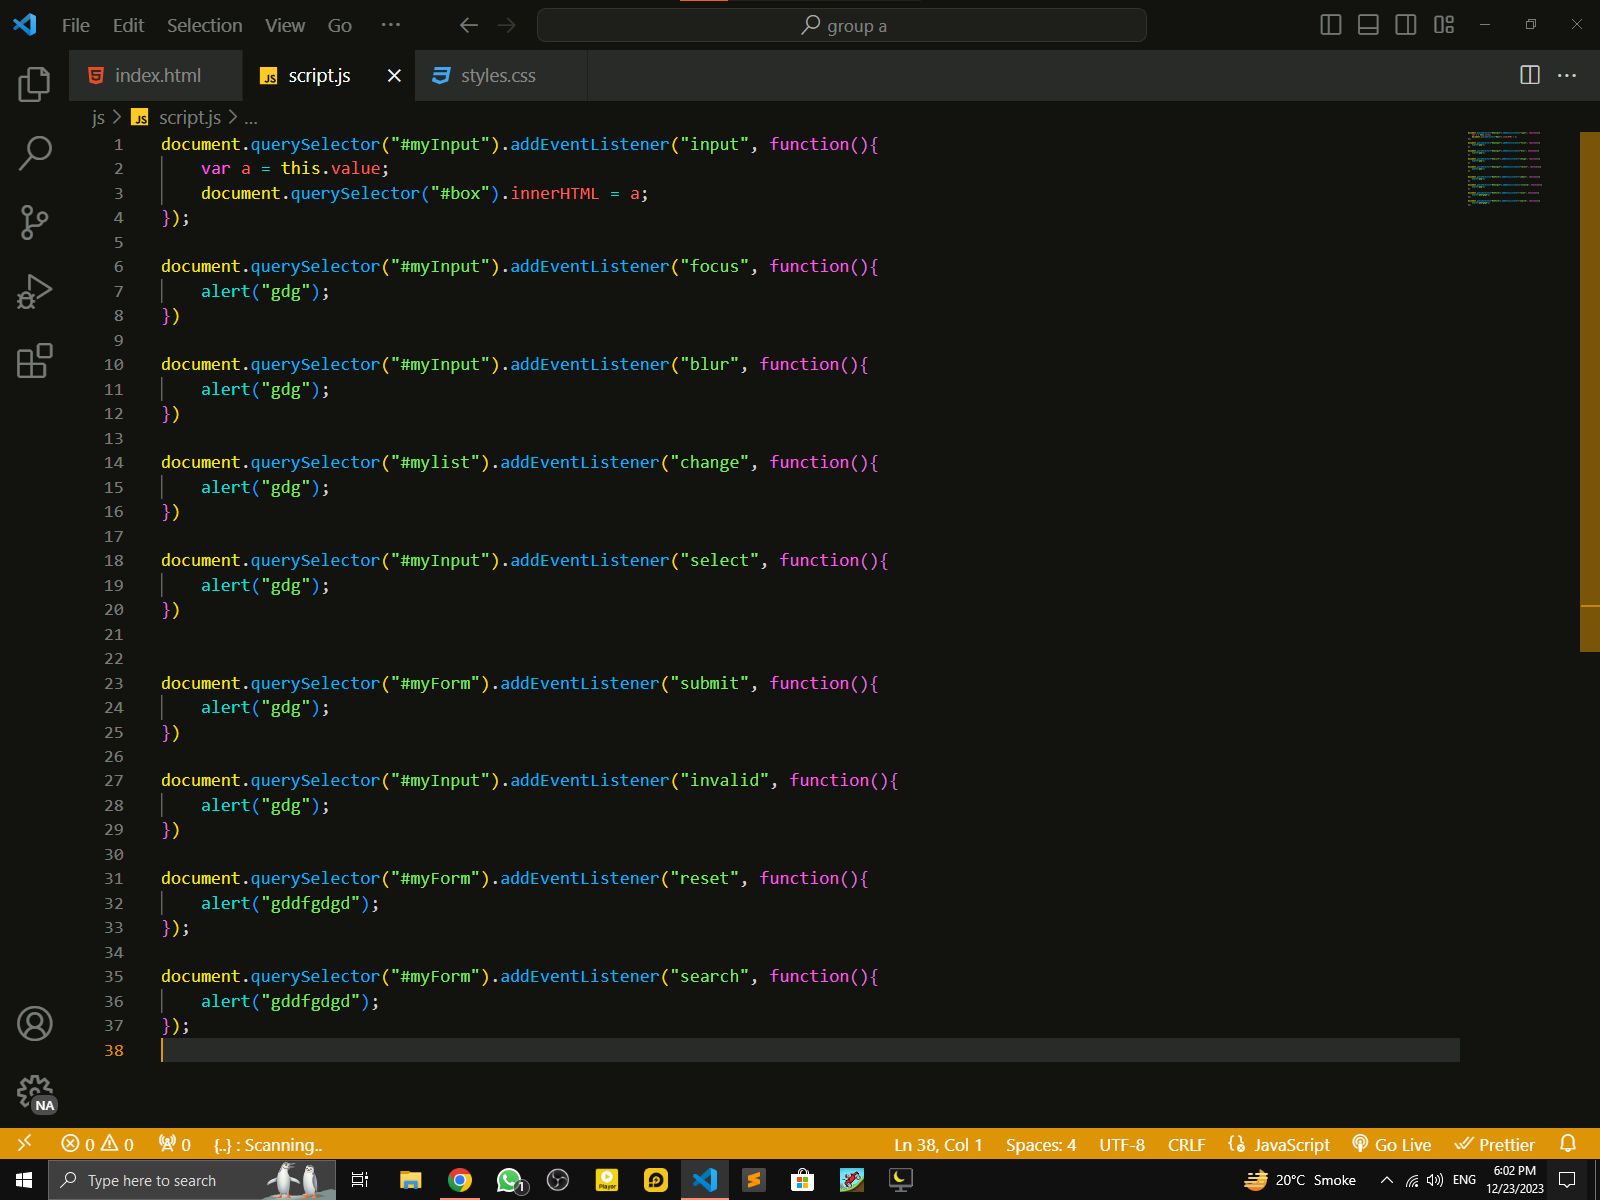 File Edit Selection View Go ···
group a
index.html
JS script.js
styles.css
js > JS script.js > ...
1 document.querySelector("#myInput").addEventListener("input", function(){
2     var a = this.value;
3     document.querySelector("#box").innerHTML = a;
4 });
5
6 document.querySelector("#myInput").addEventListener("focus", function(){
7     alert("gdg");
8 })
9
10 document.querySelector("#myInput").addEventListener("blur", function(){
11     alert("gdg");
12 })
13
14 document.querySelector("#mylist").addEventListener("change", function(){
15     alert("gdg");
16 })
17
18 document.querySelector("#myInput").addEventListener("select", function(){
19     alert("gdg");
20 })
21
22
23 document.querySelector("#myForm").addEventListener("submit", function(){
24     alert("gdg");
25 })
26
27 document.querySelector("#myInput").addEventListener("invalid", function(){
28     alert("gdg");
29 })
30
31 document.querySelector("#myForm").addEventListener("reset", function(){
32     alert("gddfgdgd");
33 });
34
35 document.querySelector("#myForm").addEventListener("search", function(){
36     alert("gddfgdgd");
37 });
38
NA
0 0 0 {..} : Scanning.. Ln 38, Col 1 Spaces: 4 UTF-8 CRLF JavaScript Go Live Prettier
Type here to search
1
Player
20°C Smoke
ENG
6:02 PM
12/23/2023